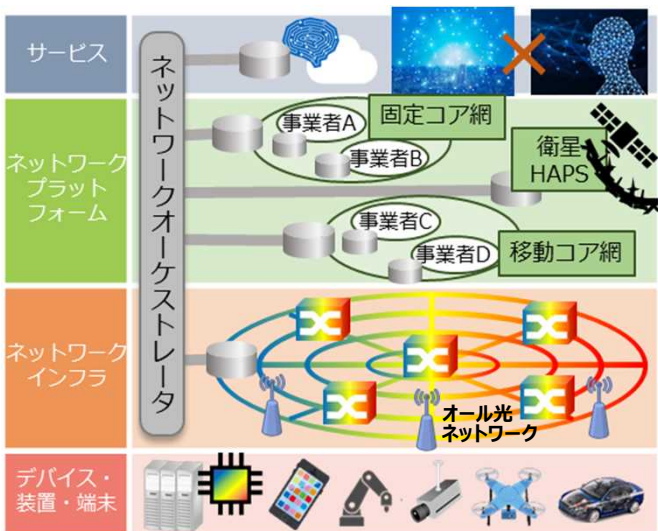 サービス
ネットワークオーケストレータ
ネットワーク
プラット
フォーム
事業者A
固定コア網
事業者B
衛星
HAPS
事業者C
事業者D
移動コア網
ネットワーク
インフラ
オール光
ネットワーク
デバイス・
装置・端末